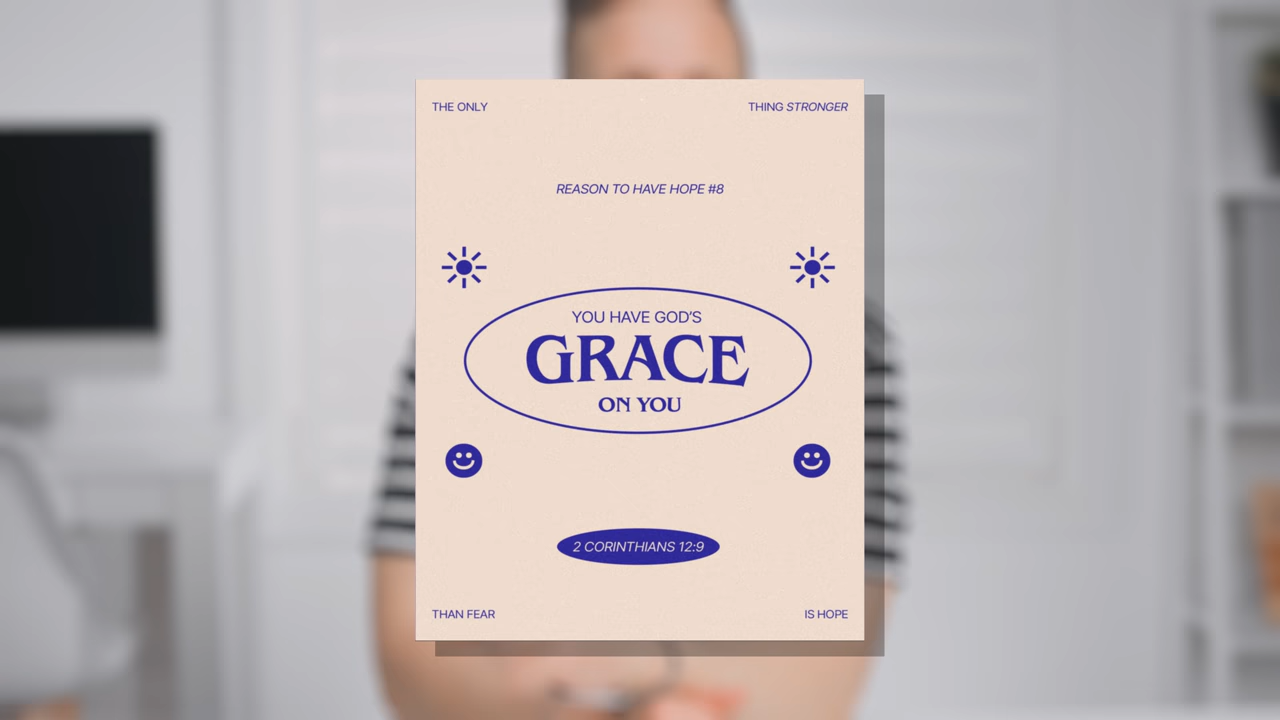 THE ONLY
THING STRONGER
REASON TO HAVE HOPE #8
YOU HAVE GOD'S
GRACE
ON YOU
2 CORINTHIANS 12:9
THAN FEAR
IS HOPE